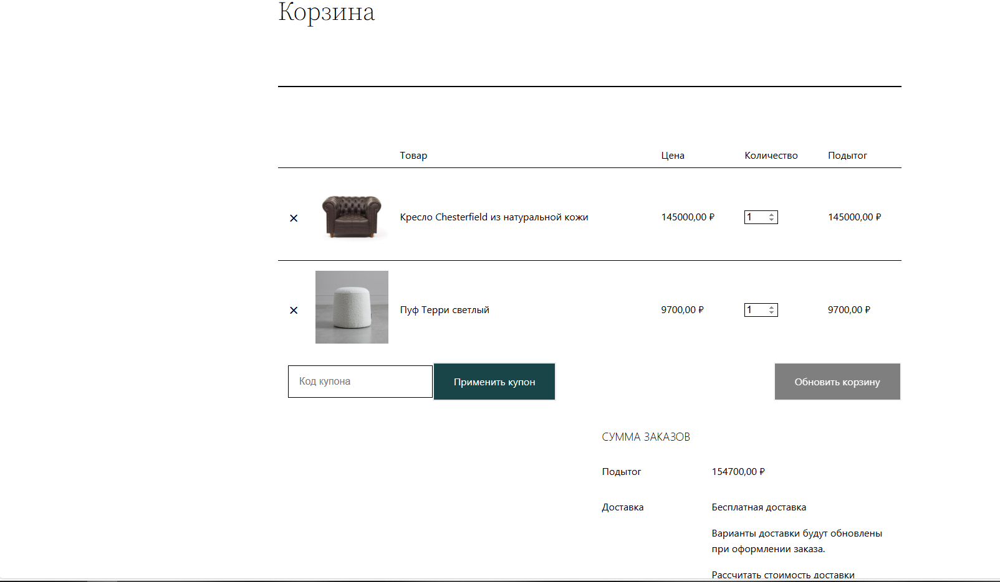 Корзина
Товар Цена Количество Подытог
× Кресло Chesterfield из натуральной кожи 145000,00 ₽ 1 145000,00 ₽
× Пуф Терри светлый 9700,00 ₽ 1 9700,00 ₽
Код купона Применить купон Обновить корзину
СУММА ЗАКАЗОВ
Подытог 154700,00 ₽
Доставка Бесплатная доставка
Варианты доставки будут обновлены
при оформлении заказа.
Рассчитать стоимость доставки